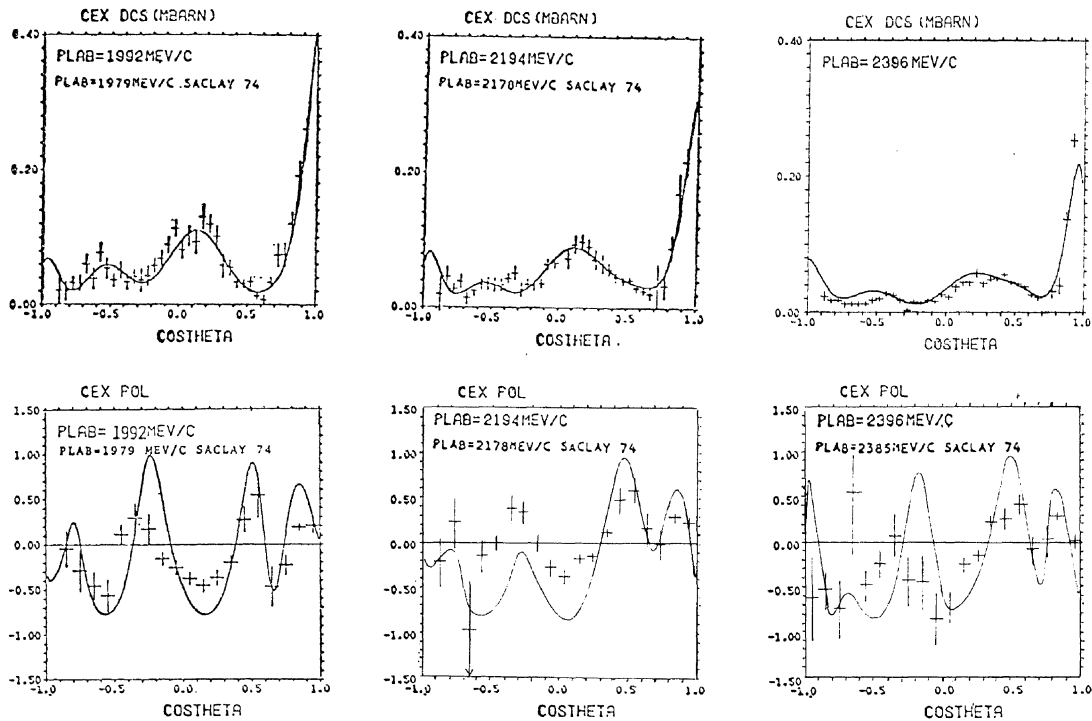 CEX DCS (MBARN)
0.40
PLAB=1992MEV/C
PLAB=1979MEV/C. SACLAY 74
0.20
0.00
-1.0 -0.5 0.0 0.5 1.0
COSTHETA
CEX DCS (MBARN)
0.40
PLAB=2194MEV/C
PLAB=2170MEV/C SACLAY 74
0.20
0.00
-1.0 -0.5 0.0 0.5 1.0
COSTHETA.
CEX DCS (MBARN)
0.40
PLAB=2396MEV/C
0.20
0.00
-1.0 -0.5 0.0 0.5 1.0
COSTHETA
CEX POL
1.50
PLAB= 1992MEV/C
PLAB=1979 MEV/C SACLAY 74
1.00
0.50
0.00
-0.50
-1.00
-1.50
-1.0 -0.5 0.0 0.5 1.0
COSTHETA
CEX POL
1.50
PLAB=2194MEV/C
PLAB=2178MEV/C SACLAY 74
1.00
0.50
0.00
-0.50
-1.00
-1.50
-1.0 -0.5 0.0 0.5 1.0
COSTHETA
CEX POL
1.50
PLAB=2396MEV/C
PLAB=2385MEV/C SACLAY 74
1.00
0.50
0.00
-0.50
-1.00
-1.50
-1.0 -0.5 0.0 0.5 1.0
COSTHETA